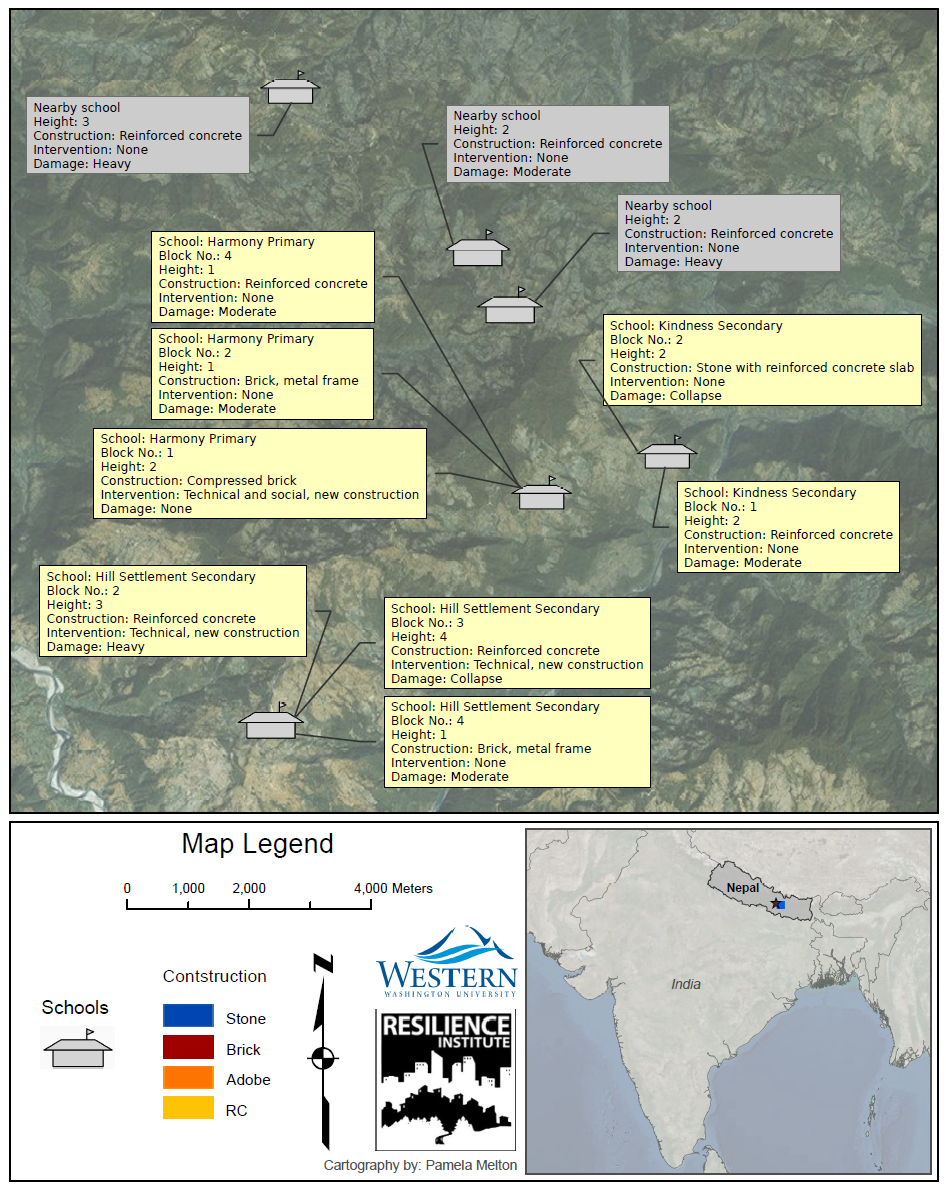 Nearby school
Height: 3
Construction: Reinforced concrete
Intervention: None
Damage: Heavy
Nearby school
Height: 2
Construction: Reinforced concrete
Intervention: None
Damage: Moderate
Nearby school
Height: 2
Construction: Reinforced concrete
Intervention: None
Damage: Heavy
School: Harmony Primary
Block No.: 4
Height: 1
Construction: Reinforced concrete
Intervention: None
Damage: Moderate
School: Harmony Primary
Block No.: 2
Height: 1
Construction: Brick, metal frame
Intervention: None
Damage: Moderate
School: Kindness Secondary
Block No.: 2
Height: 2
Construction: Stone with reinforced concrete slab
Intervention: None
Damage: Collapse
School: Harmony Primary
Block No.: 1
Height: 2
Construction: Compressed brick
Intervention: Technical and social, new construction
Damage: None
School: Kindness Secondary
Block No.: 1
Height: 2
Construction: Reinforced concrete
Intervention: None
Damage: Moderate
School: Hill Settlement Secondary
Block No.: 2
Height: 3
Construction: Reinforced concrete
Intervention: Technical, new construction
Damage: Heavy
School: Hill Settlement Secondary
Block No.: 3
Height: 4
Construction: Reinforced concrete
Intervention: Technical, new construction
Damage: Collapse
School: Hill Settlement Secondary
Block No.: 4
Height: 1
Construction: Brick, metal frame
Intervention: None
Damage: Moderate
Map Legend
0 1,000 2,000 4,000 Meters
Schools
Contstruction
Stone
Brick
Adobe
RC
N
WESTERN
WASHINGTON UNIVERSITY
RESILIENCE
INSTITUTE
Cartography by: Pamela Melton
Nepal
India